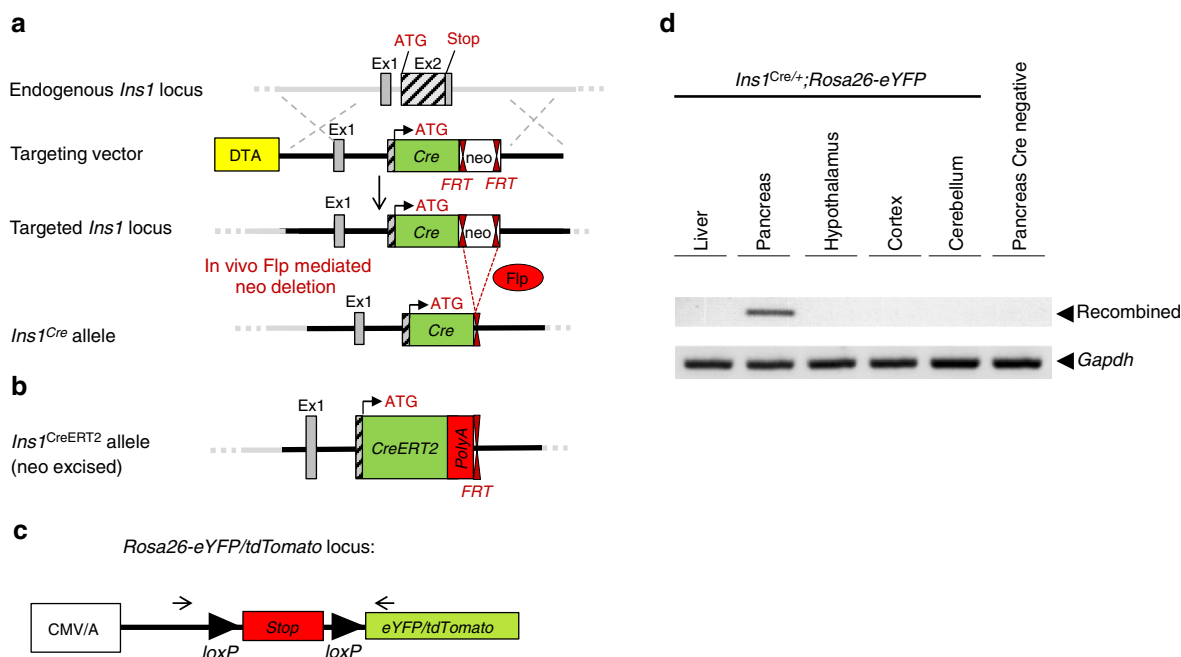 a
ATG
Stop
Ex1
Ex2
Endogenous Ins1 locus
Ex1
ATG
Targeting vector
DTA
Cre
neo
FRT
FRT
Ex1
ATG
Targeted Ins1 locus
Cre
neo
In vivo Flp mediated
neo deletion
Flp
Ex1
ATG
Ins1Cre allele
Cre
b
Ex1
ATG
Ins1CreERT2 allele
(neo excised)
CreERT2
PolyA
FRT
c
Rosa26-eYFP/tdTomato locus:
CMV/A
Stop
eYFP/tdTomato
loxP
loxP
d
Ins1Cre/+;Rosa26-eYFP
Liver
Pancreas
Hypothalamus
Cortex
Cerebellum
Pancreas Cre negative
Recombined
Gapdh